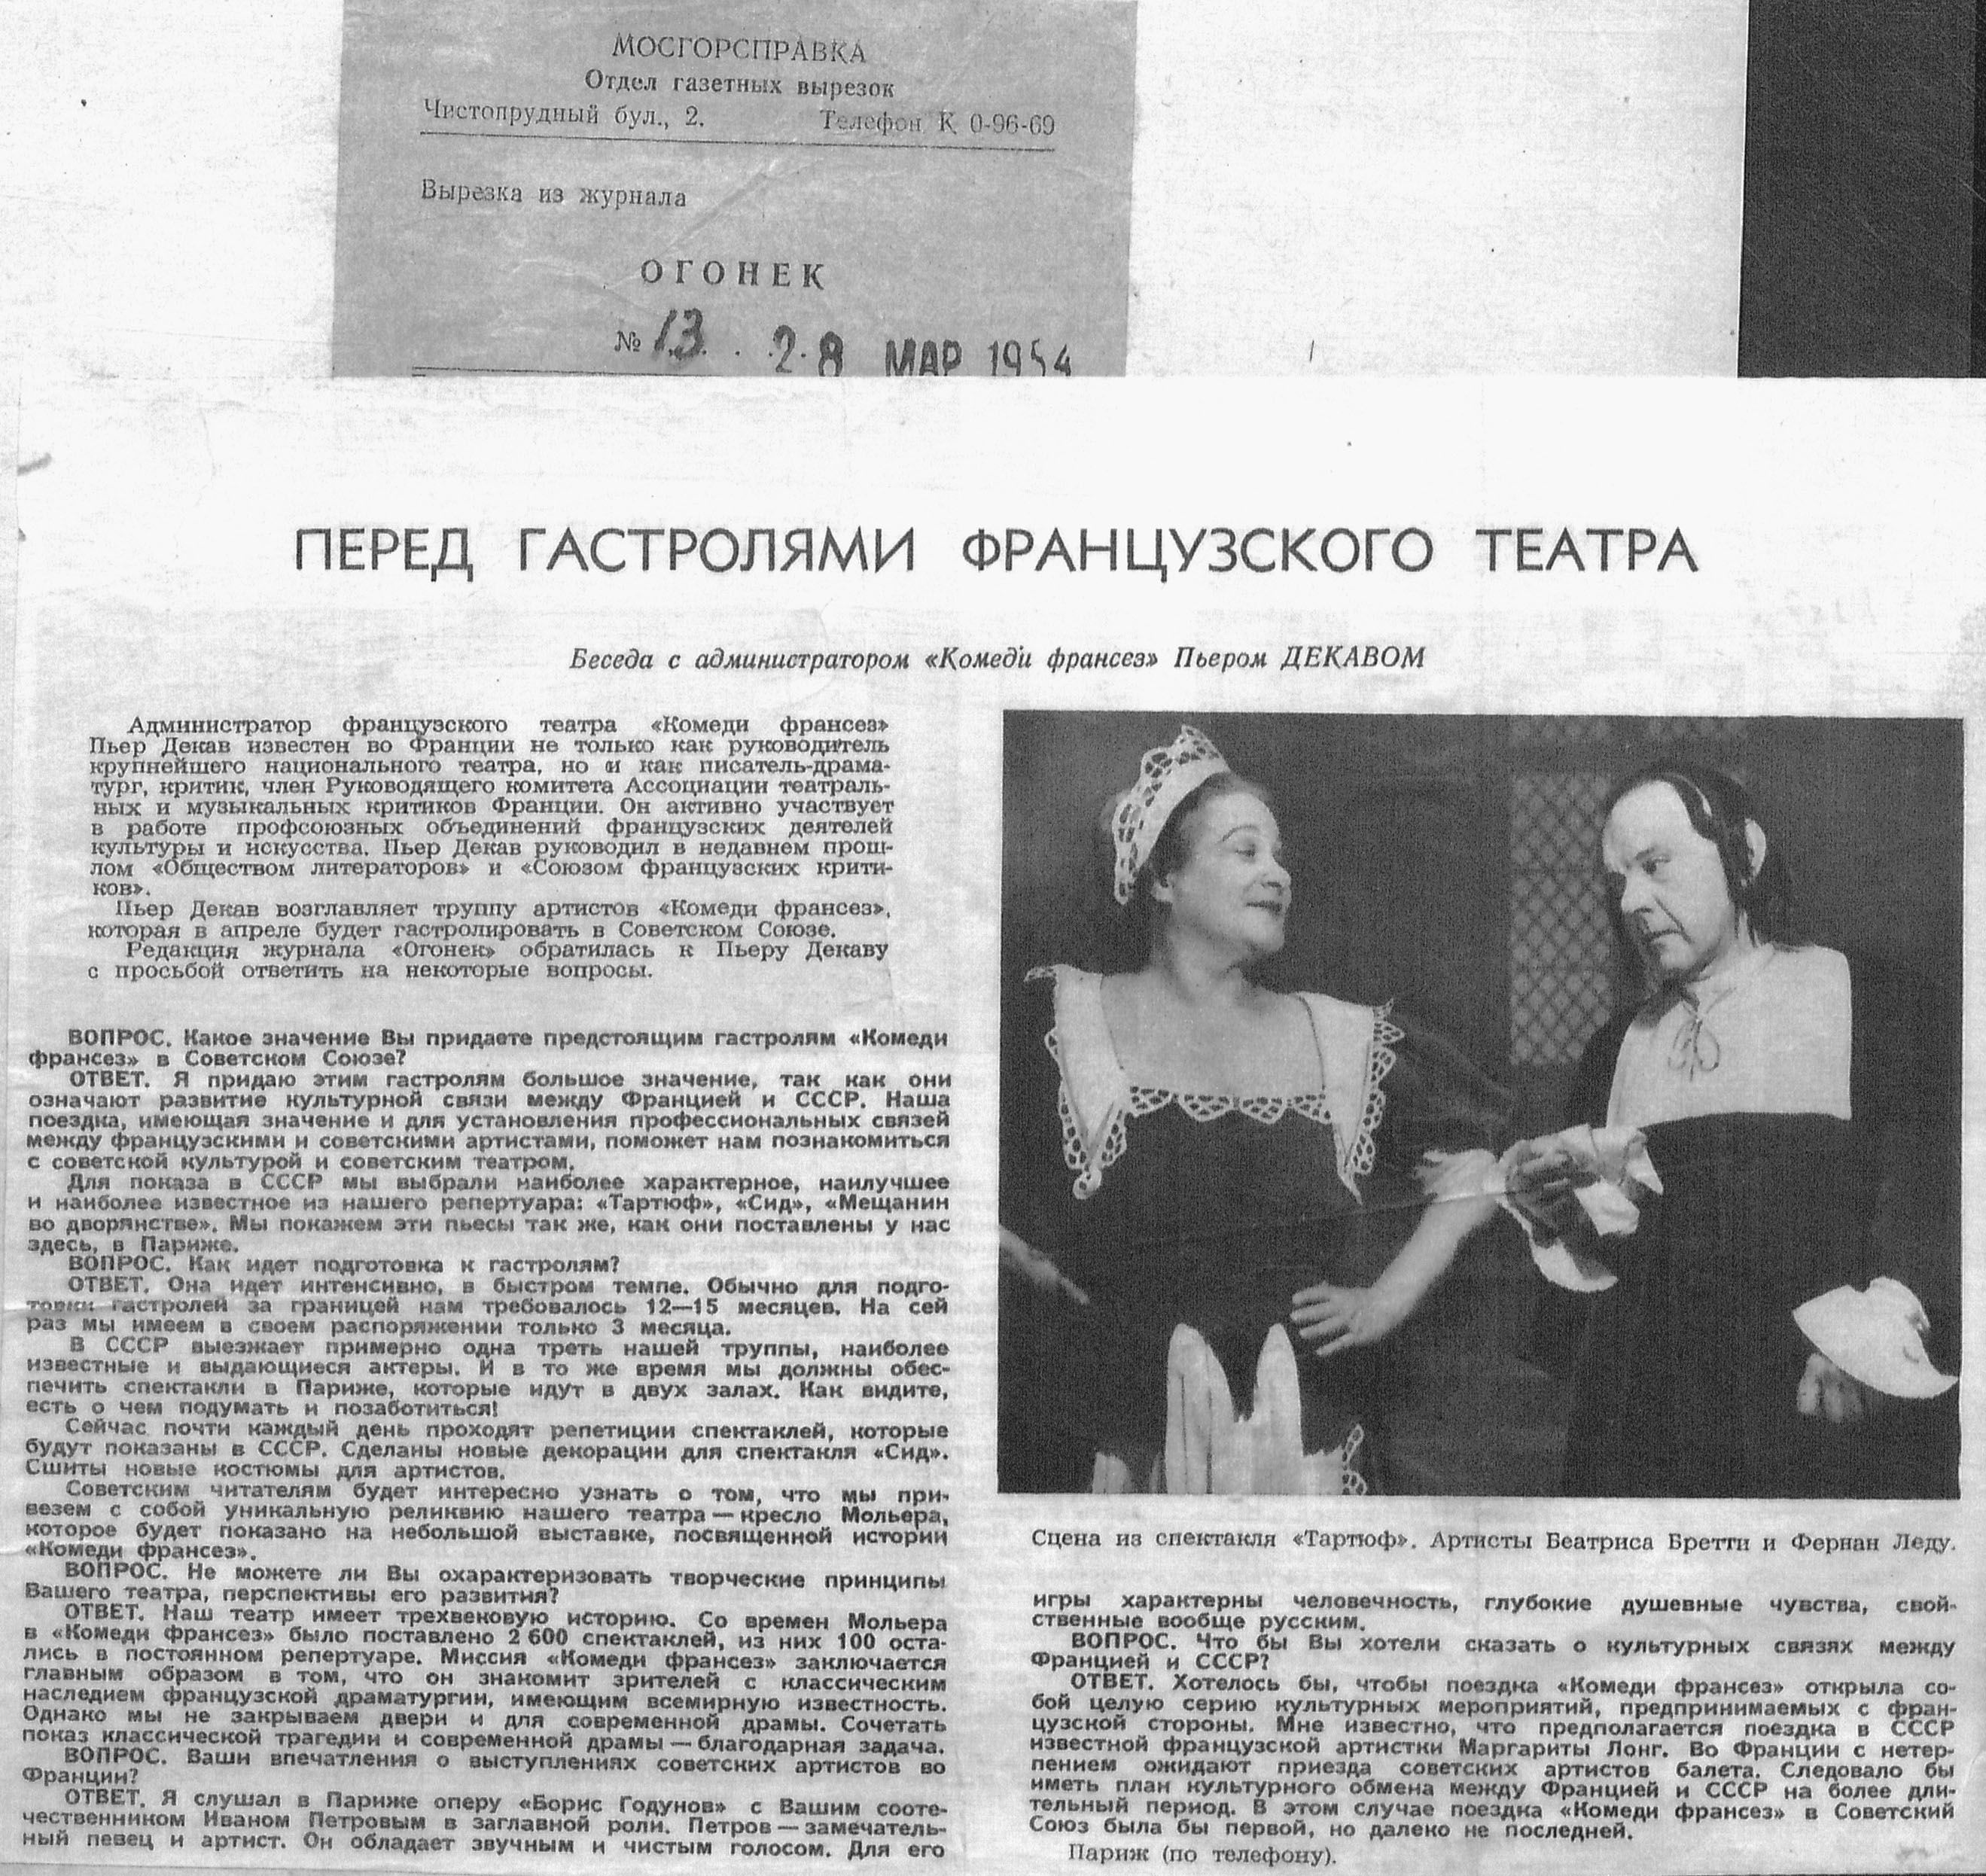 МОСГОРСПРАВКА
Отдел газетных вырезок
Чистопрудный бул., 2. Телефон К 0-96-69
Вырезка из журнала
ОГОНЕК
№ 13. 28 МАР 1954
ПЕРЕД ГАСТРОЛЯМИ ФРАНЦУЗСКОГО ТЕАТРА
Беседа с администратором «Комеди франсез» Пьером ДЕКАВОМ
Администратор французского театра «Комеди франсез»
Пьер Декав известен во Франции не только как руководитель
крупнейшего национального театра, но и как писатель-драма-
тург, критик, член Руководящего комитета Ассоциации театраль-
ных и музыкальных критиков Франции. Он активно участвует
в работе профсоюзных объединений французских деятелей
культуры и искусства. Пьер Декав руководил в недавнем прош-
лом «Обществом литераторов» и «Союзом французских крити-
ков».
Пьер Декав возглавляет труппу артистов «Комеди франсез»,
которая в апреле будет гастролировать в Советском Союзе.
Редакция журнала «Огонек» обратилась к Пьеру Декаву
с просьбой ответить на некоторые вопросы.
ВОПРОС. Какое значение Вы придаете предстоящим гастролям «Комеди
франсез» в Советском Союзе?
ОТВЕТ. Я придаю этим гастролям большое значение, так как они
означают развитие культурной связи между Францией и СССР. Наша
поездка, имеющая значение и для установления профессиональных связей
между французскими и советскими артистами, поможет нам познакомиться
с советской культурой и советским театром.
Для показа в СССР мы выбрали наиболее характерное, наилучшее
и наиболее известное из нашего репертуара: «Тартюф», «Сид», «Мещанин
во дворянстве». Мы покажем эти пьесы так же, как они поставлены у нас
здесь, в Париже.
ВОПРОС. Как идет подготовка к гастролям?
ОТВЕТ. Она идет интенсивно, в быстром темпе. Обычно для подго-
товки гастролей за границей нам требовалось 12—15 месяцев. На сей
раз мы имеем в своем распоряжении только 3 месяца.
В СССР выезжает примерно одна треть нашей труппы, наиболее
известные и выдающиеся актеры. И в то же время мы должны обес-
печить спектакли в Париже, которые идут в двух залах. Как видите,
есть о чем подумать и позаботиться!
Сейчас почти каждый день проходят репетиции спектаклей, которые
будут показаны в СССР. Сделаны новые декорации для спектакля «Сид».
Сшиты новые костюмы для артистов.
Советским читателям будет интересно узнать о том, что мы при-
везем с собой уникальную реликвию нашего театра — кресло Мольера,
которое будет показано на небольшой выставке, посвященной истории
«Комеди франсез».
ВОПРОС. Не можете ли Вы охарактеризовать творческие принципы
Вашего театра, перспективы его развития?
ОТВЕТ. Наш театр имеет трехвековую историю. Со времен Мольера
в «Комеди франсез» было поставлено 2 600 спектаклей, из них 100 оста-
лись в постоянном репертуаре. Миссия «Комеди франсез» заключается
главным образом в том, что он знакомит зрителей с классическим
наследием французской драматургии, имеющим всемирную известность.
Однако мы не закрываем двери и для современной драмы. Сочетать
показ классической трагедии и современной драмы — благодарная задача.
ВОПРОС. Ваши впечатления о выступлениях советских артистов во
Франции?
ОТВЕТ. Я слушал в Париже оперу «Борис Годунов» с Вашим сооте-
чественником Иваном Петровым в заглавной роли. Петров — замечатель-
ный певец и артист. Он обладает звучным и чистым голосом. Для его
Сцена из спектакля «Тартюф». Артисты Беатриса Бретти и Фернан Леду.
игры характерны человечность, глубокие душевные чувства, свой-
ственные вообще русским.
ВОПРОС. Что бы Вы хотели сказать о культурных связях между
Францией и СССР?
ОТВЕТ. Хотелось бы, чтобы поездка «Комеди франсез» открыла со-
бой целую серию культурных мероприятий, предпринимаемых с фран-
цузской стороны. Мне известно, что предполагается поездка в СССР
известной французской артистки Маргариты Лонг. Во Франции с нетер-
пением ожидают приезда советских артистов балета. Следовало бы
иметь план культурного обмена между Францией и СССР на более дли-
тельный период. В этом случае поездка «Комеди франсез» в Советский
Союз была бы первой, но далеко не последней.
Париж (по телефону).